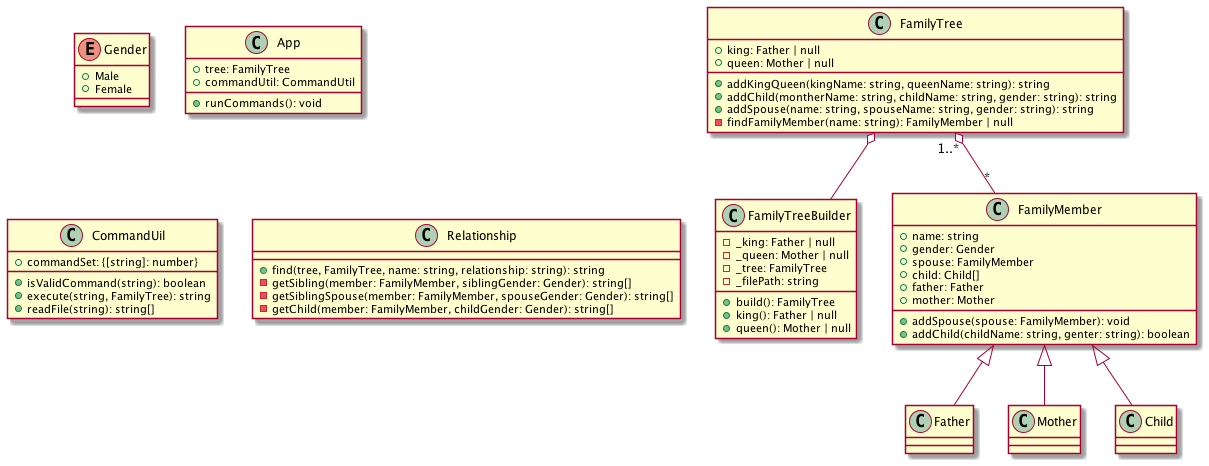 E Gender
Male
Female
C App
tree: FamilyTree
commandUtil: CommandUtil
runCommands(): void
C FamilyTree
king: Father | null
queen: Mother | null
addKingQueen(kingName: string, queenName: string): string
addChild(montherName: string, childName: string, gender: string): string
addSpouse(name: string, spouseName: string, gender: string): string
findFamilyMember(name: string): FamilyMember | null
1..*
*
C CommandUil
commandSet: {[string]: number}
isValidCommand(string): boolean
execute(string, FamilyTree): string
readFile(string): string[]
C Relationship
find(tree, FamilyTree, name: string, relationship: string): string
getSibling(member: FamilyMember, siblingGender: Gender): string[]
getSiblingSpouse(member: FamilyMember, spouseGender: Gender): string[]
getChild(member: FamilyMember, childGender: Gender): string[]
C FamilyTreeBuilder
_king: Father | null
_queen: Mother | null
_tree: FamilyTree
_filePath: string
build(): FamilyTree
king(): Father | null
queen(): Mother | null
C FamilyMember
name: string
gender: Gender
spouse: FamilyMember
child: Child[]
father: Father
mother: Mother
addSpouse(spouse: FamilyMember): void
addChild(childName: string, genter: string): boolean
C Father
C Mother
C Child